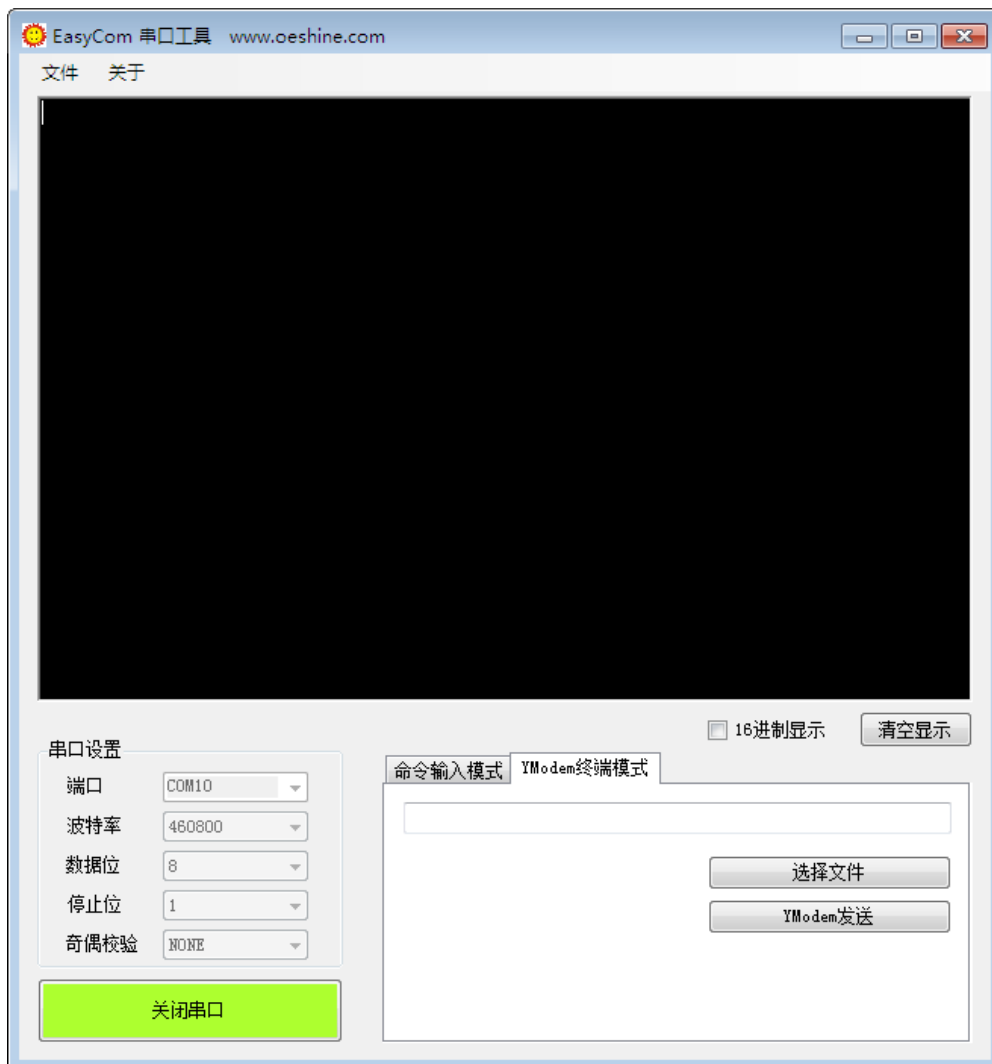 EasyCom 串口工具 www.oeshine.com
文件 关于
16进制显示 清空显示
串口设置
端口 COM10
波特率 460800
数据位 8
停止位 1
奇偶校验 NONE
关闭串口
命令输入模式 YModem终端模式
选择文件
YModem发送